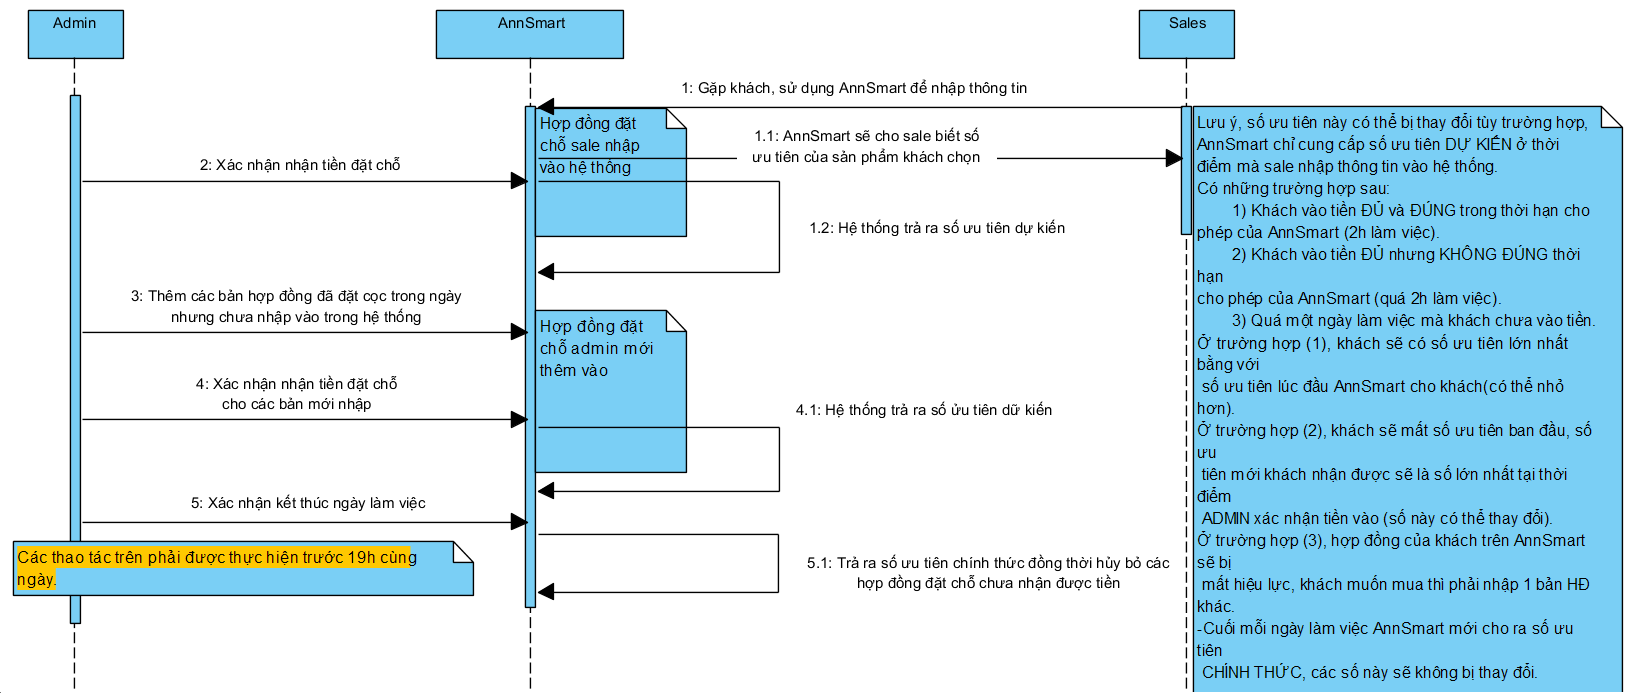 Admin
AnnSmart
Sales
1: Gặp khách, sử dụng AnnSmart để nhập thông tin
Hợp đồng đặt
chỗ sale nhập
vào hệ thống
1.1: AnnSmart sẽ cho sale biết số
ưu tiên của sản phẩm khách chọn
2: Xác nhận nhận tiền đặt chỗ
1.2: Hệ thống trả ra số ưu tiên dự kiến
3: Thêm các bản hợp đồng đã đặt cọc trong ngày
nhưng chưa nhập vào trong hệ thống
Hợp đồng đặt
chỗ admin mới
thêm vào
4: Xác nhận nhận tiền đặt chỗ
cho các bản mới nhập
4.1: Hệ thống trả ra số ửu tiên dữ kiến
5: Xác nhận kết thúc ngày làm việc
Các thao tác trên phải được thực hiện trước 19h cùng
ngày.
5.1: Trả ra số ưu tiên chính thức đồng thời hủy bỏ các
hợp đồng đặt chỗ chưa nhận được tiền
Lưu ý, số ưu tiên này có thể bị thay đổi tùy trường hợp,
AnnSmart chỉ cung cấp số ưu tiên DỰ KIẾN ở thời
điểm mà sale nhập thông tin vào hệ thống.
Có những trường hợp sau:
1) Khách vào tiền ĐỦ và ĐÚNG trong thời hạn cho
phép của AnnSmart (2h làm việc).
2) Khách vào tiền ĐỦ nhưng KHÔNG ĐÚNG thời
hạn
cho phép của AnnSmart (quá 2h làm việc).
3) Quá một ngày làm việc mà khách chưa vào tiền.
Ở trường hợp (1), khách sẽ có số ưu tiên lớn nhất
bằng với
số ưu tiên lúc đầu AnnSmart cho khách(có thể nhỏ
hơn).
Ở trường hợp (2), khách sẽ mất số ưu tiên ban đầu, số
ưu
tiên mới khách nhận được sẽ là số lớn nhất tại thời
điểm
ADMIN xác nhận tiền vào (số này có thể thay đổi).
Ở trường hợp (3), hợp đồng của khách trên AnnSmart
sẽ bị
mất hiệu lực, khách muốn mua thì phải nhập 1 bản HĐ
khác.
-Cuối mỗi ngày làm việc AnnSmart mới cho ra số ưu
tiên
CHÍNH THỨC, các số này sẽ không bị thay đổi.